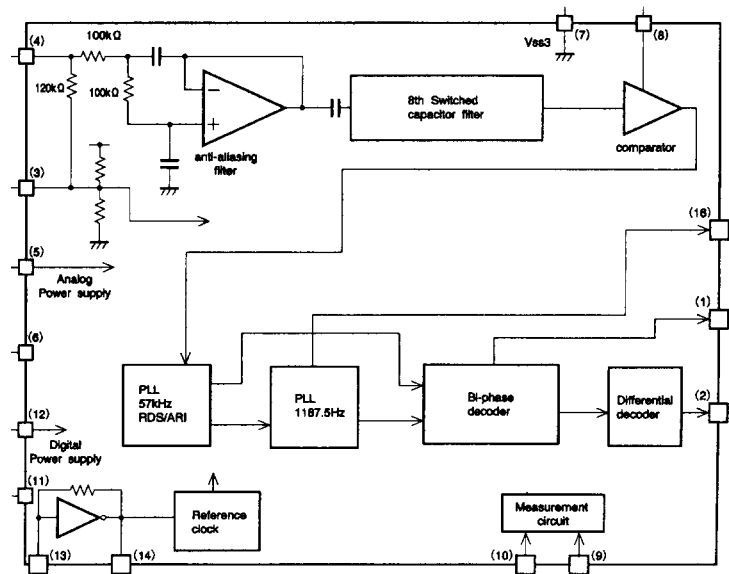 (4)
100kΩ
120kΩ
100kΩ
−
+
anti-aliasing
filter
8th Switched
capacitor filter
Vss3
(7)
(8)
comparator
(3)
(5)
Analog
Power supply
(6)
(12)
Digital
Power supply
(11)
(13)
(14)
Reference
clock
PLL
57kHz
RDS/ARI
PLL
1187.5Hz
Bi-phase
decoder
Differential
decoder
(16)
(1)
(2)
Measurement
circuit
(10)
(9)